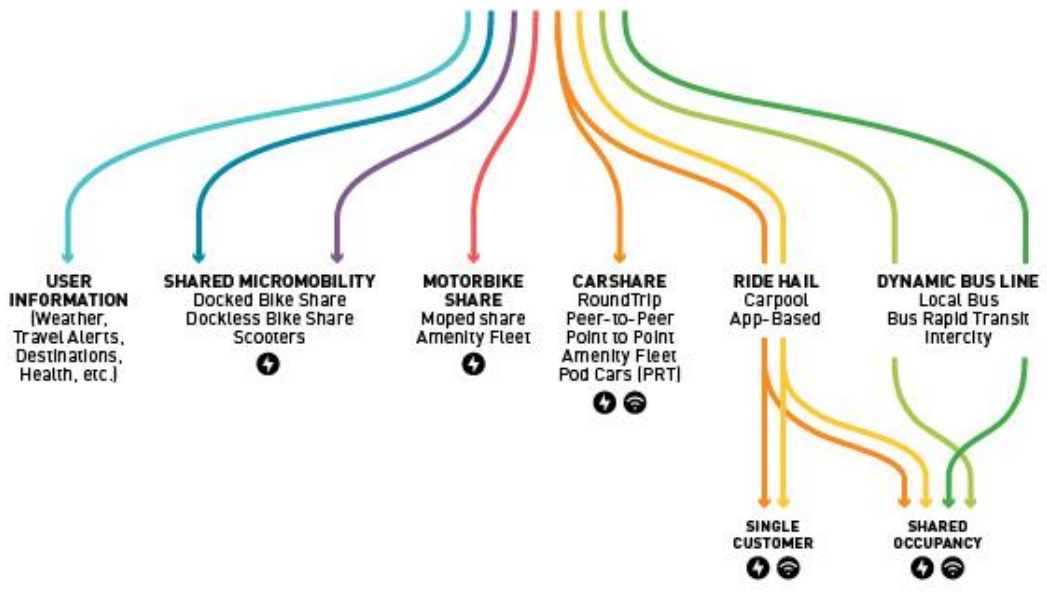 USER
INFORMATION
(Weather,
Travel Alerts,
Destinations,
Health, etc.)
SHARED MICROMOBILITY
Docked Bike Share
Dockless Bike Share
Scooters
MOTORBIKE
SHARE
Moped share
Amenity Fleet
CARSHARE
RoundTrip
Peer-to-Peer
Point to Point
Amenity Fleet
Pod Cars (PRT)
RIDE HAIL
Carpool
App-Based
DYNAMIC BUS LINE
Local Bus
Bus Rapid Transit
Intercity
SINGLE
CUSTOMER
SHARED
OCCUPANCY